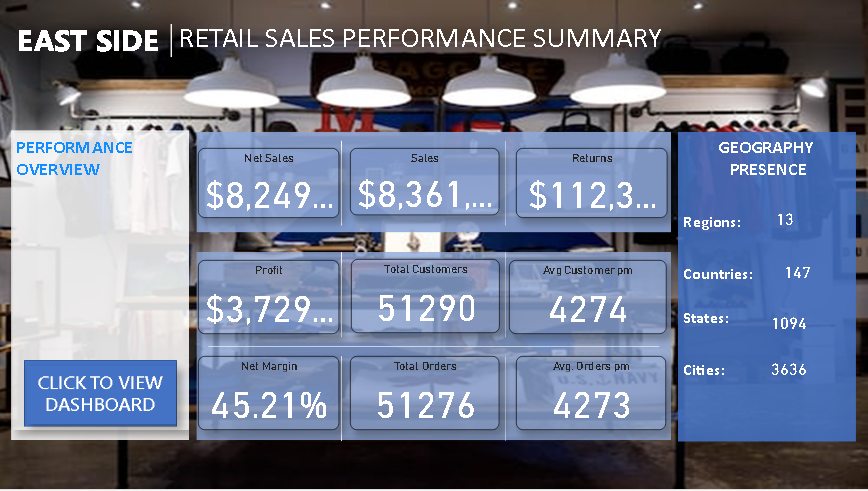 EAST SIDE | RETAIL SALES PERFORMANCE SUMMARY
PERFORMANCE
OVERVIEW
Net Sales
$8,249...
Sales
$8,361,...
Returns
$112,3...
Profit
$3,729...
Total Customers
51290
Avg Customer pm
4274
Net Margin
45.21%
Total Orders
51276
Avg. Orders pm
4273
CLICK TO VIEW
DASHBOARD
GEOGRAPHY
PRESENCE
Regions: 13
Countries: 147
States: 1094
Cities: 3636